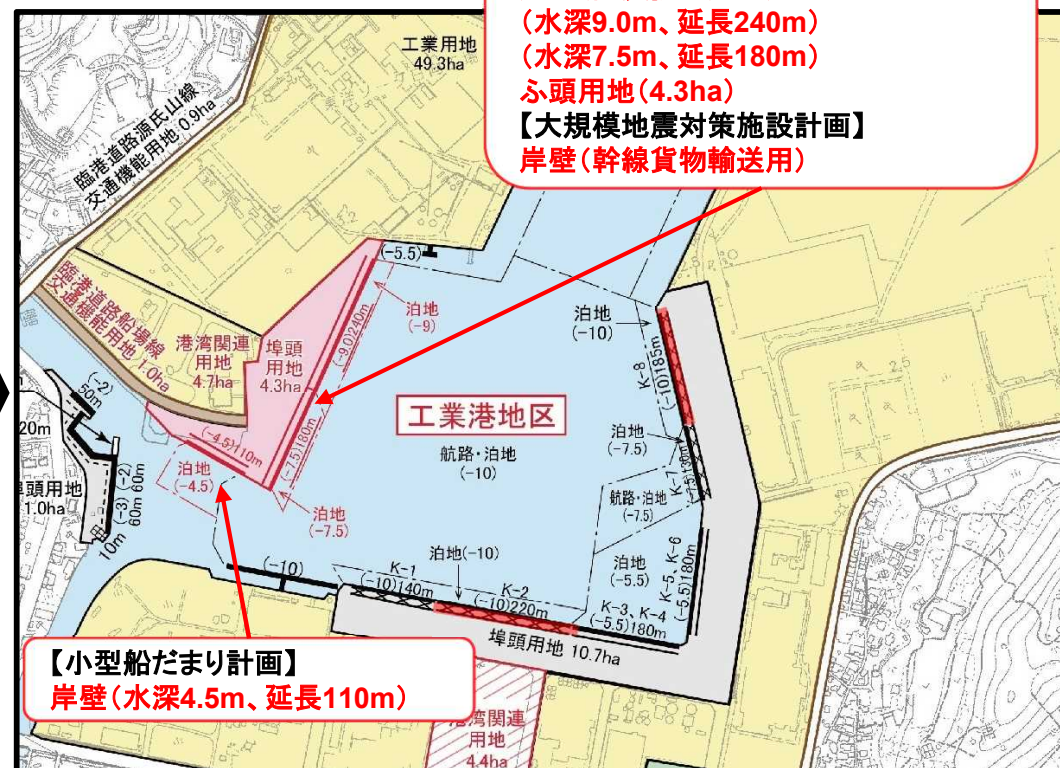 （水深9.0m、延長240m）
（水深7.5m、延長180m）
ふ頭用地（4.3ha）
【大規模地震対策施設計画】
岸壁（幹線貨物輸送用）
工業用地
49.3ha
臨港道路源氏山線
交通機能用地 0.9ha
臨港道路船場線
交通機能用地 1.0ha
港湾関連
用地
4.7ha
埠頭
用地
4.3ha
(-5.5)
泊地
(-9)
(-9.0)240m
(-7.5)180m
(-4.5)110m
泊地
(-4.5)
泊地
(-7.5)
工業港地区
航路・泊地
(-10)
泊地
(-10)
K-8
(-10)185m
泊地
(-7.5)
K-7
(-7.5)130m
航路・泊地
(-7.5)
泊地
(-5.5)
K-5、K-6
(-5.5)180m
(-2)
50m
20m
頭用地
1.0ha
(-3) (-2)
60m 60m
10m
(-10)
泊地(-10)
K-1
(-10)140m
K-2
(-10)220m
K-3、K-4
(-5.5)180m
埠頭用地 10.7ha
【小型船だまり計画】
岸壁（水深4.5m、延長110m）
湾関連
用地
4.4ha